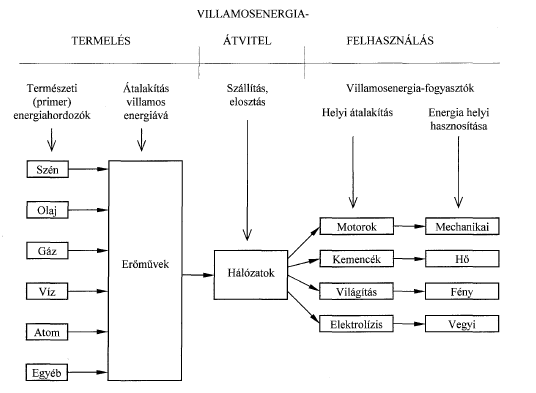 VILLAMOSENERGIA-
TERMELÉS
ÁTVITEL
FELHASZNÁLÁS
Természeti
(primer)
energiahordozók
Átalakítás
villamos
energiává
Szállítás,
elosztás
Villamosenergia-fogyasztók
Helyi átalakítás
Energia helyi
hasznosítása
Szén
Olaj
Gáz
Víz
Atom
Egyéb
Erőművek
Hálózatok
Motorok
Mechanikai
Kemencék
Hő
Világítás
Fény
Elektrolízis
Vegyi